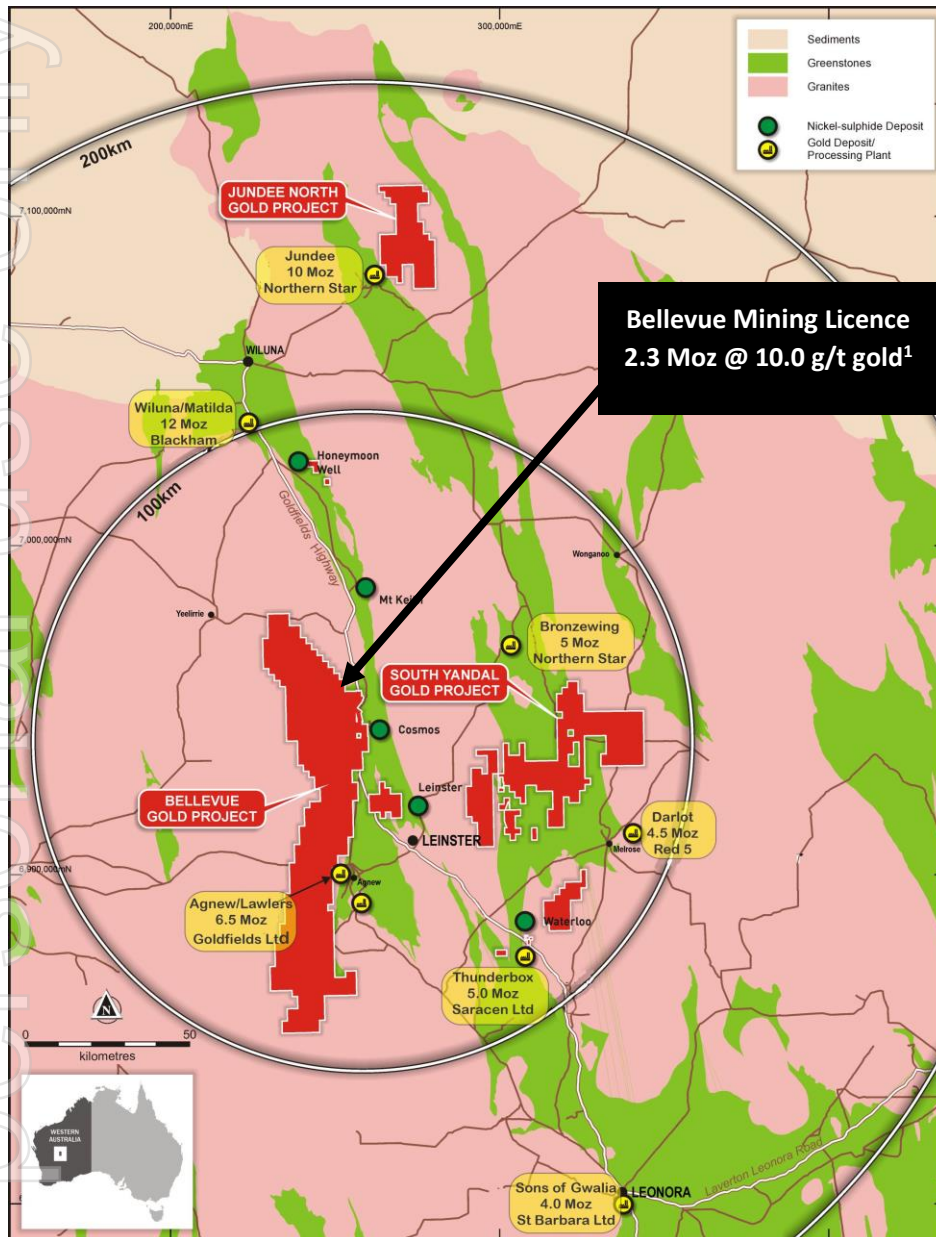 200,000mE
300,000mE
Sediments
Greenstones
Granites
Nickel-sulphide Deposit
Gold Deposit/
Processing Plant
200km
JUNDEE NORTH
GOLD PROJECT
7,100,000mN
Jundee
10 Moz
Northern Star
Bellevue Mining Licence
2.3 Moz @ 10.0 g/t gold¹
WILUNA
Wiluna/Matilda
12 Moz
Blackham
Honeymoon
Well
100km
Goldfields Highway
7,000,000mN
Wonganoo
Mt Keith
Yeelirrie
Bronzewing
5 Moz
Northern Star
SOUTH YANDAL
GOLD PROJECT
Cosmos
BELLEVUE
GOLD PROJECT
Leinster
LEINSTER
Darlot
4.5 Moz
Red 5
Melrose
6,900,000mN
Agnew
Agnew/Lawlers
6.5 Moz
Goldfields Ltd
Waterloo
Thunderbox
5.0 Moz
Saracen Ltd
N
0
50
kilometres
WESTERN
AUSTRALIA
Laverton Leonora Road
Sons of Gwalia
4.0 Moz
St Barbara Ltd
LEONORA